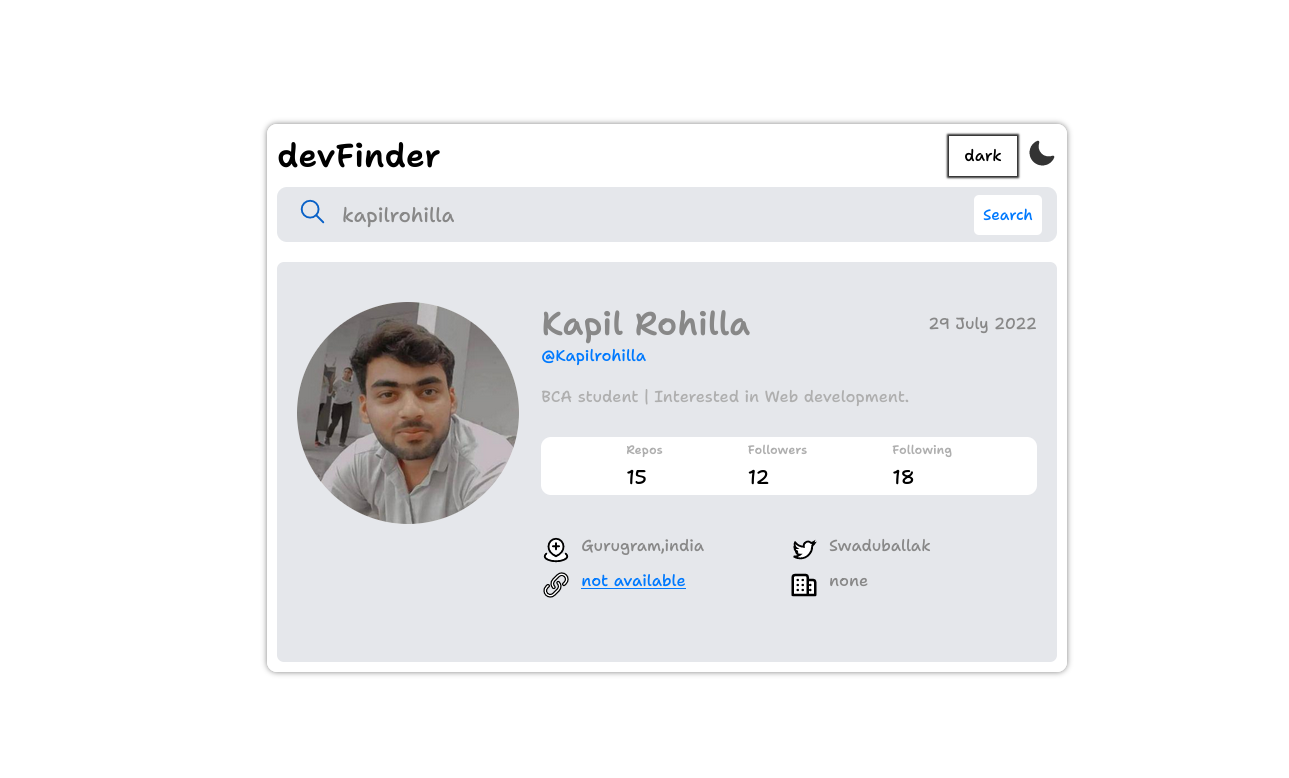 devFinder
dark
kapilrohilla
Search
Kapil Rohilla
29 July 2022
@Kapilrohilla
BCA student | Interested in Web development.
Repos Followers Following
15 12 18
Gurugram,india Swaduballak
not available none